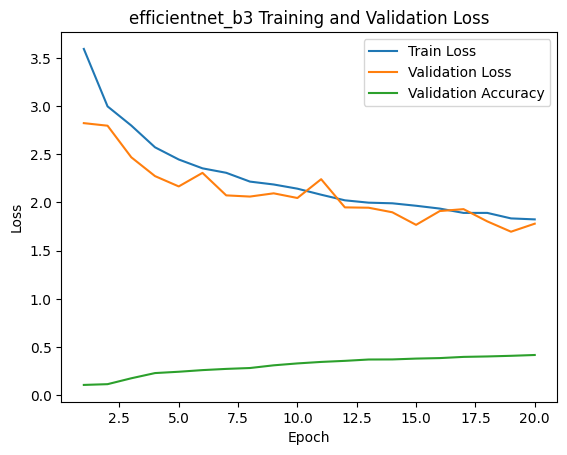 efficientnet_b3 Training and Validation Loss
Train Loss
Validation Loss
Validation Accuracy
3.5
3.0
2.5
2.0
1.5
1.0
0.5
0.0
Loss
2.5
5.0
7.5
10.0
12.5
15.0
17.5
20.0
Epoch